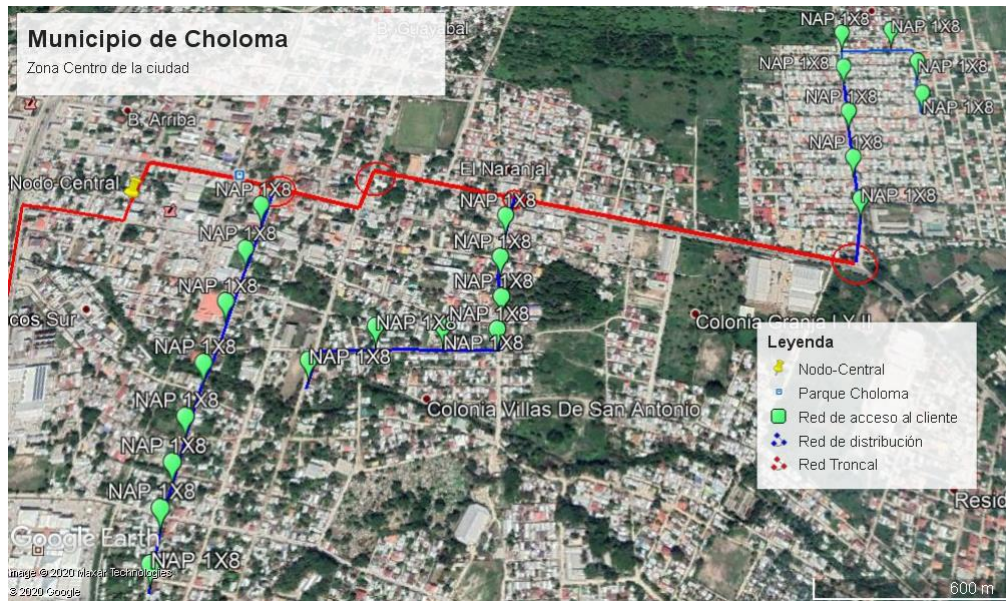 Municipio de Choloma
Zona Centro de la ciudad
B. Guayabal
NAP 1X8
NAP 1X8
NAP 1X8
NAP 1X8
NAP 1X8
NAP 1X8
B. Arriba
NAP 1X8
El Naranjal
Nodo-Central
NAP 1X8
NAP 1X8
NAP 1X8
NAP 1X8
NAP 1X8
NAP 1X8
NAP 1X8
NAP 1X8
cos Sur
NAP 1X8
NAP 1X8
Colonia Granja I Y II
NAP 1X8
NAP 1X8
NAP 1X8
Leyenda
Nodo-Central
Parque Choloma
Red de acceso al cliente
Red de distribución
Red Troncal
NAP 1X8
Colonia Villas De San Antonio
NAP 1X8
NAP 1X8
Resid
Google Earth
NAP 1X8
Image © 2020 Maxar Technologies
© 2020 Google
600 m